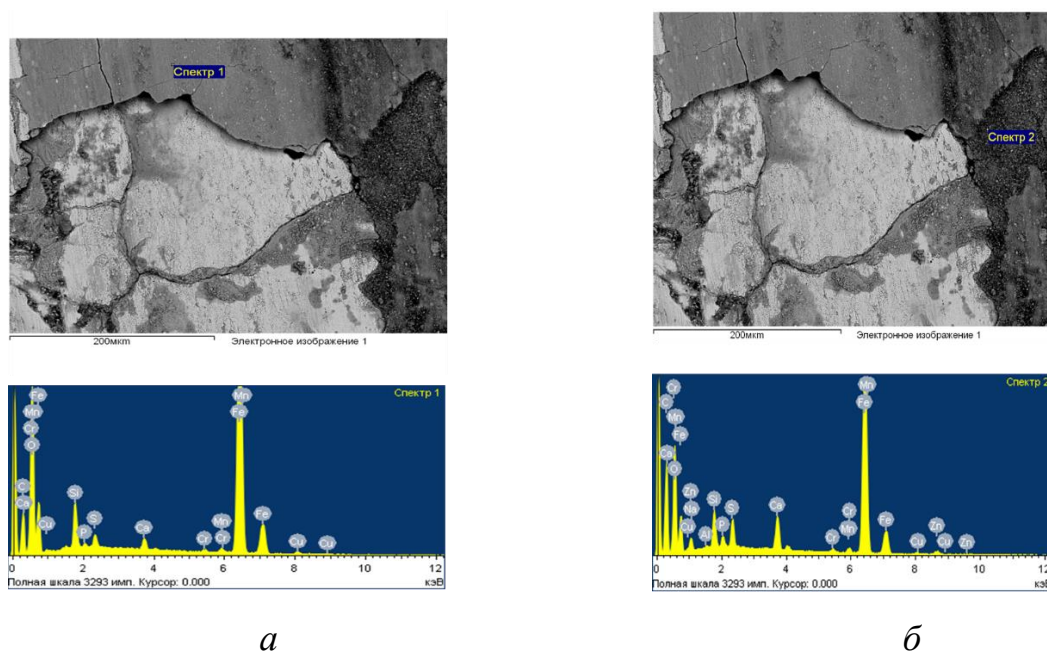 Спектр 1
200мкm Электронное изображение 1
Спектр 1
Fe
Mn
Cr
O
C
Ca
Cu
Si
P
S
Ca
Cr
Mn
Cr
Mn
Fe
Fe
Cu
Cu
0 2 4 6 8 10 12
Полная шкала 3293 имп. Курсор: 0.000 кэВ
а
Спектр 2
200мкm Электронное изображение 1
Спектр 2
Cr
C
Mn
Fe
Ca
O
Zn
Na
Cu
Al
Si
P
S
Ca
Cr
Cr
Mn
Mn
Fe
Fe
Cu
Zn
Cu
Zn
0 2 4 6 8 10 12
Полная шкала 3293 имп. Курсор: 0.000 кэВ
б